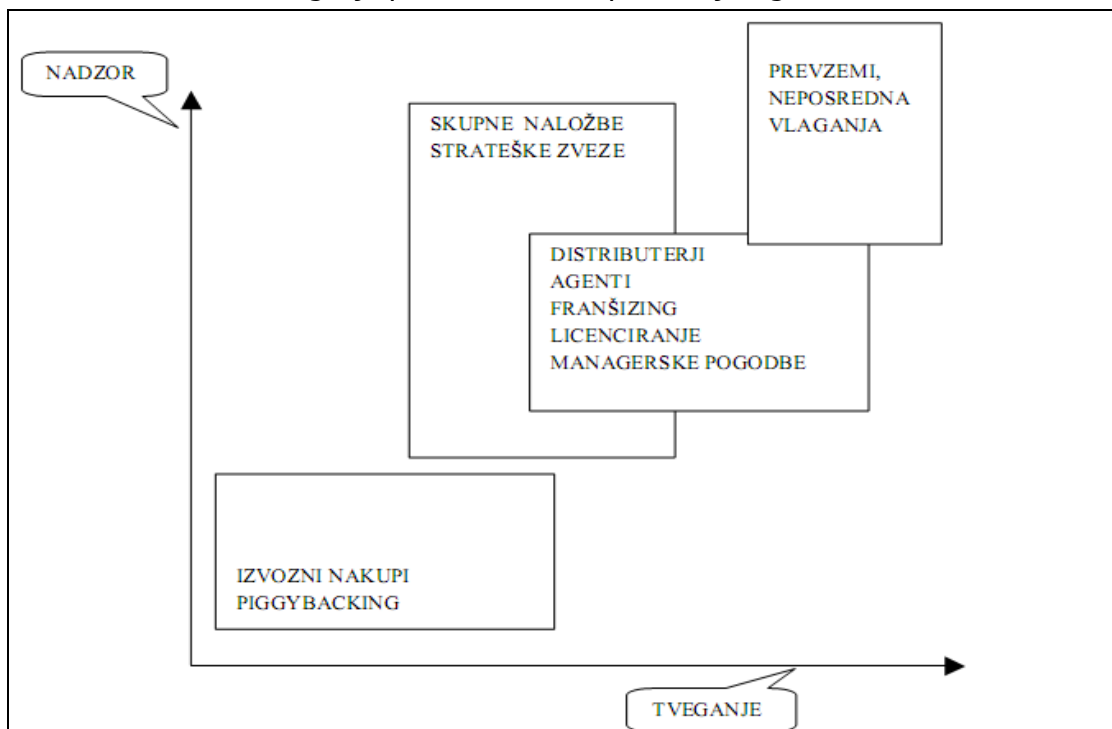 NADZOR
PREVZEMI,
NEPOSREDNA
VLAGANJA
SKUPNE NALOŽBE
STRATEŠKE ZVEZE
DISTRIBUTERJI
AGENTI
FRANŠIZING
LICENCIRANJE
MANAGERSKE POGODBE
IZVOZNI NAKUPI
PIGGYBACKING
TVEGANJE